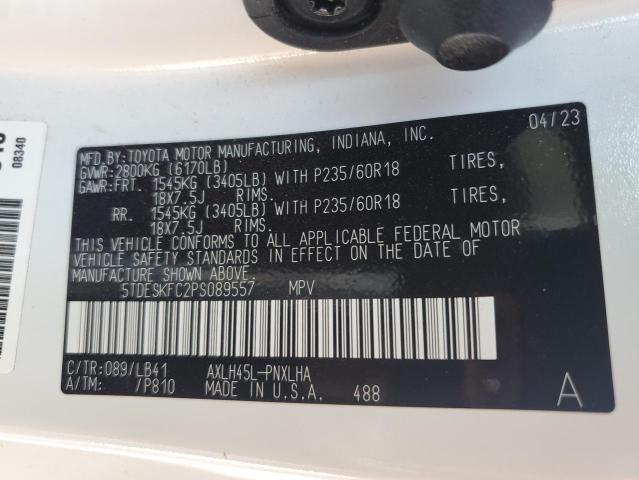 08340
MFD. BY:TOYOTA MOTOR MANUFACTURING, INDIANA, INC. 04/23
GVWR:2800KG (6170LB)
GAWR:FRT. 1545KG (3405LB) WITH P235/60R18 TIRES,
18X7.5J RIMS.
RR. 1545KG (3405LB) WITH P235/60R18 TIRES,
18X7.5J RIMS.
THIS VEHICLE CONFORMS TO ALL APPLICABLE FEDERAL MOTOR
VEHICLE SAFETY STANDARDS IN EFFECT ON THE DATE OF
MANUFACTURE SHOWN ABOVE.
5TDESKFC2PS089557 MPV
C/TR:089/LB41 AXLH45L-PNXLHA
A/TM: /P810 MADE IN U.S.A. 488 A